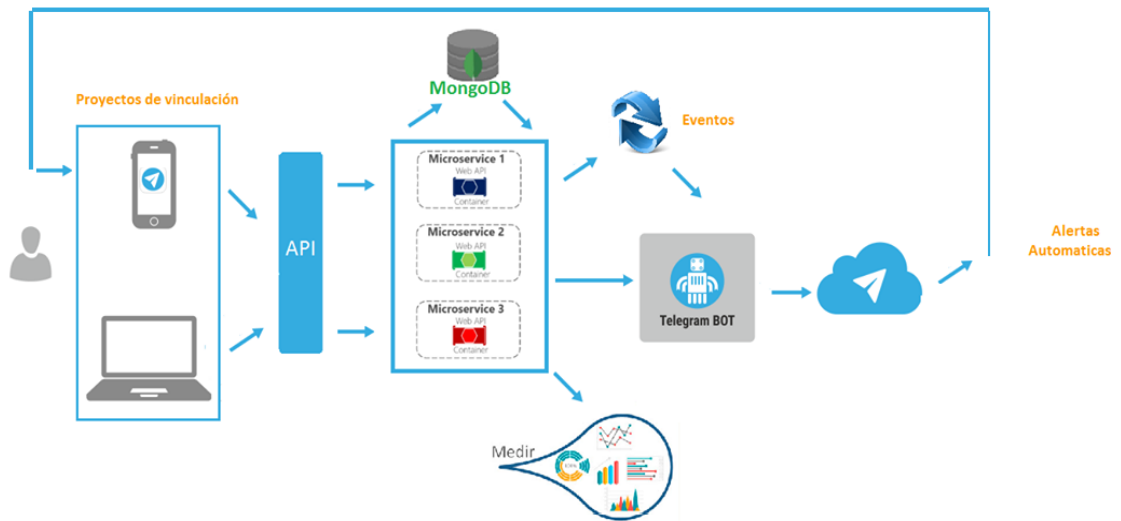 MongoDB
Proyectos de vinculación
Eventos
Microservice 1
Web API
Container
Microservice 2
Web API
Container
Microservice 3
Web API
Container
API
Telegram BOT
Alertas
Automaticas
Medir